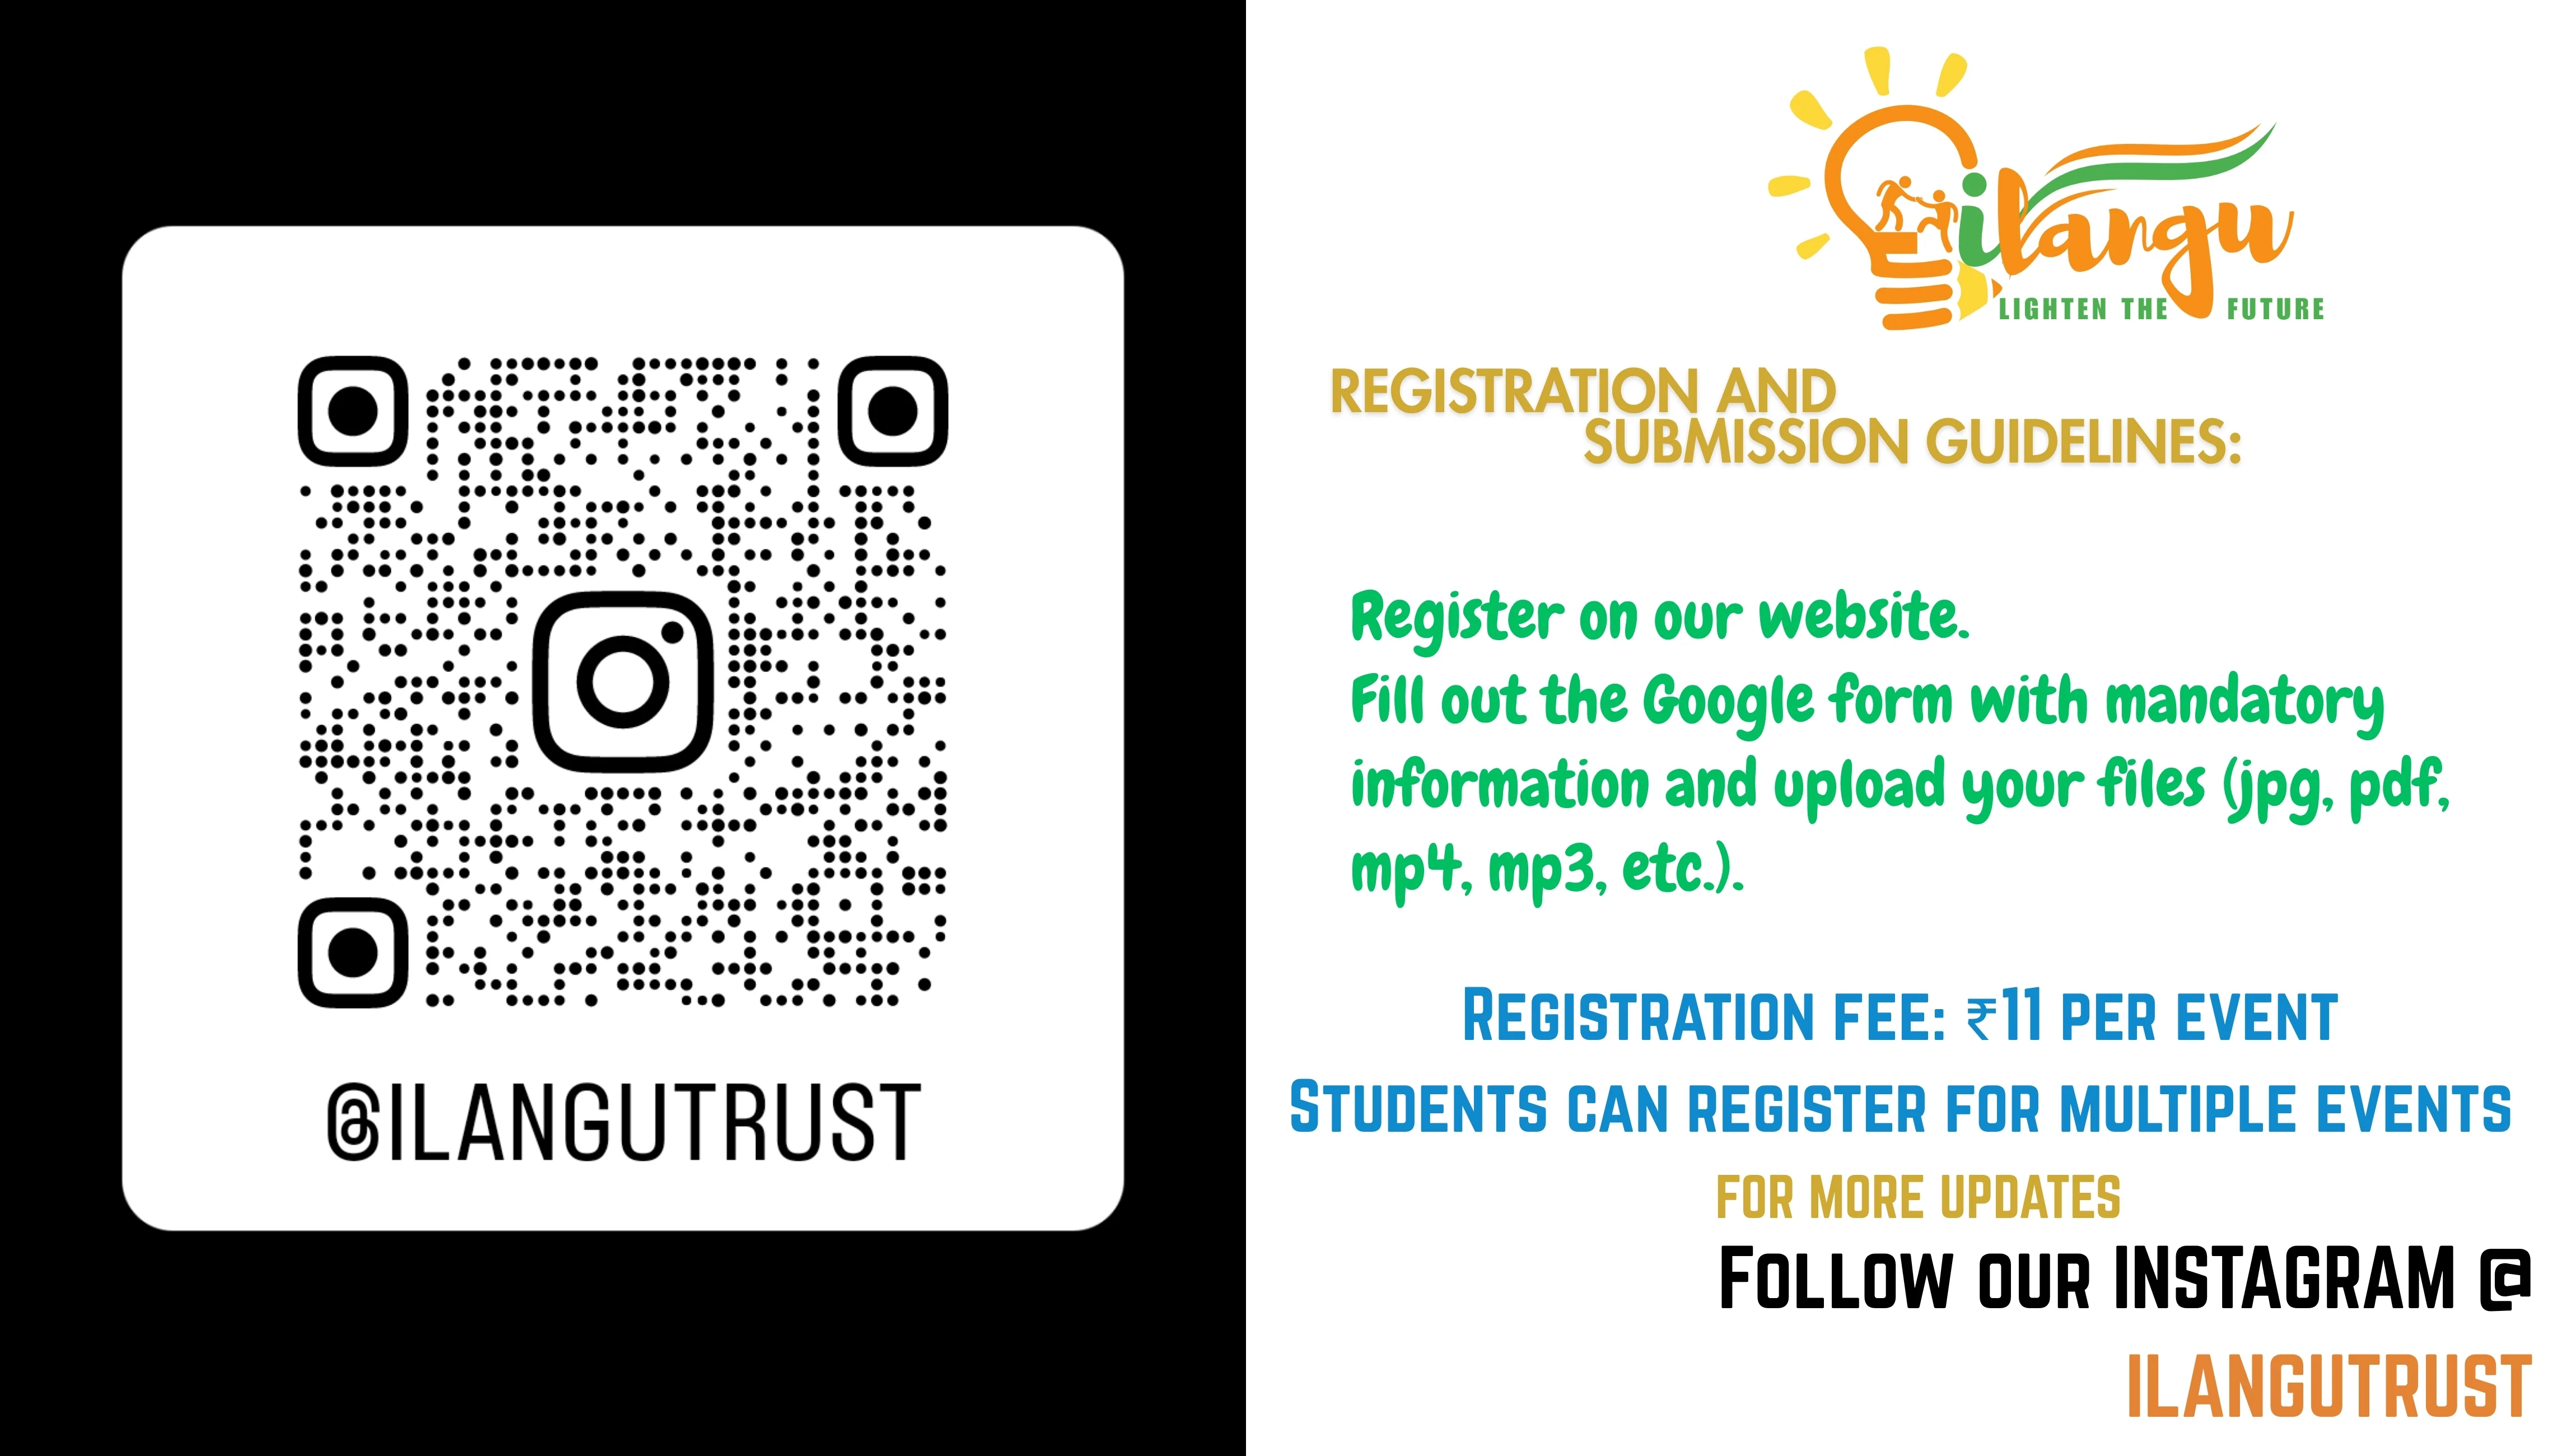 @ILANGUTRUST
ilangu
LIGHTEN THE FUTURE
REGISTRATION AND
SUBMISSION GUIDELINES:
Register on our website.
Fill out the Google form with mandatory
information and upload your files (jpg, pdf,
mp4, mp3, etc.).
REGISTRATION FEE: ₹11 PER EVENT
STUDENTS CAN REGISTER FOR MULTIPLE EVENTS
FOR MORE UPDATES
FOLLOW OUR INSTAGRAM @
ILANGUTRUST